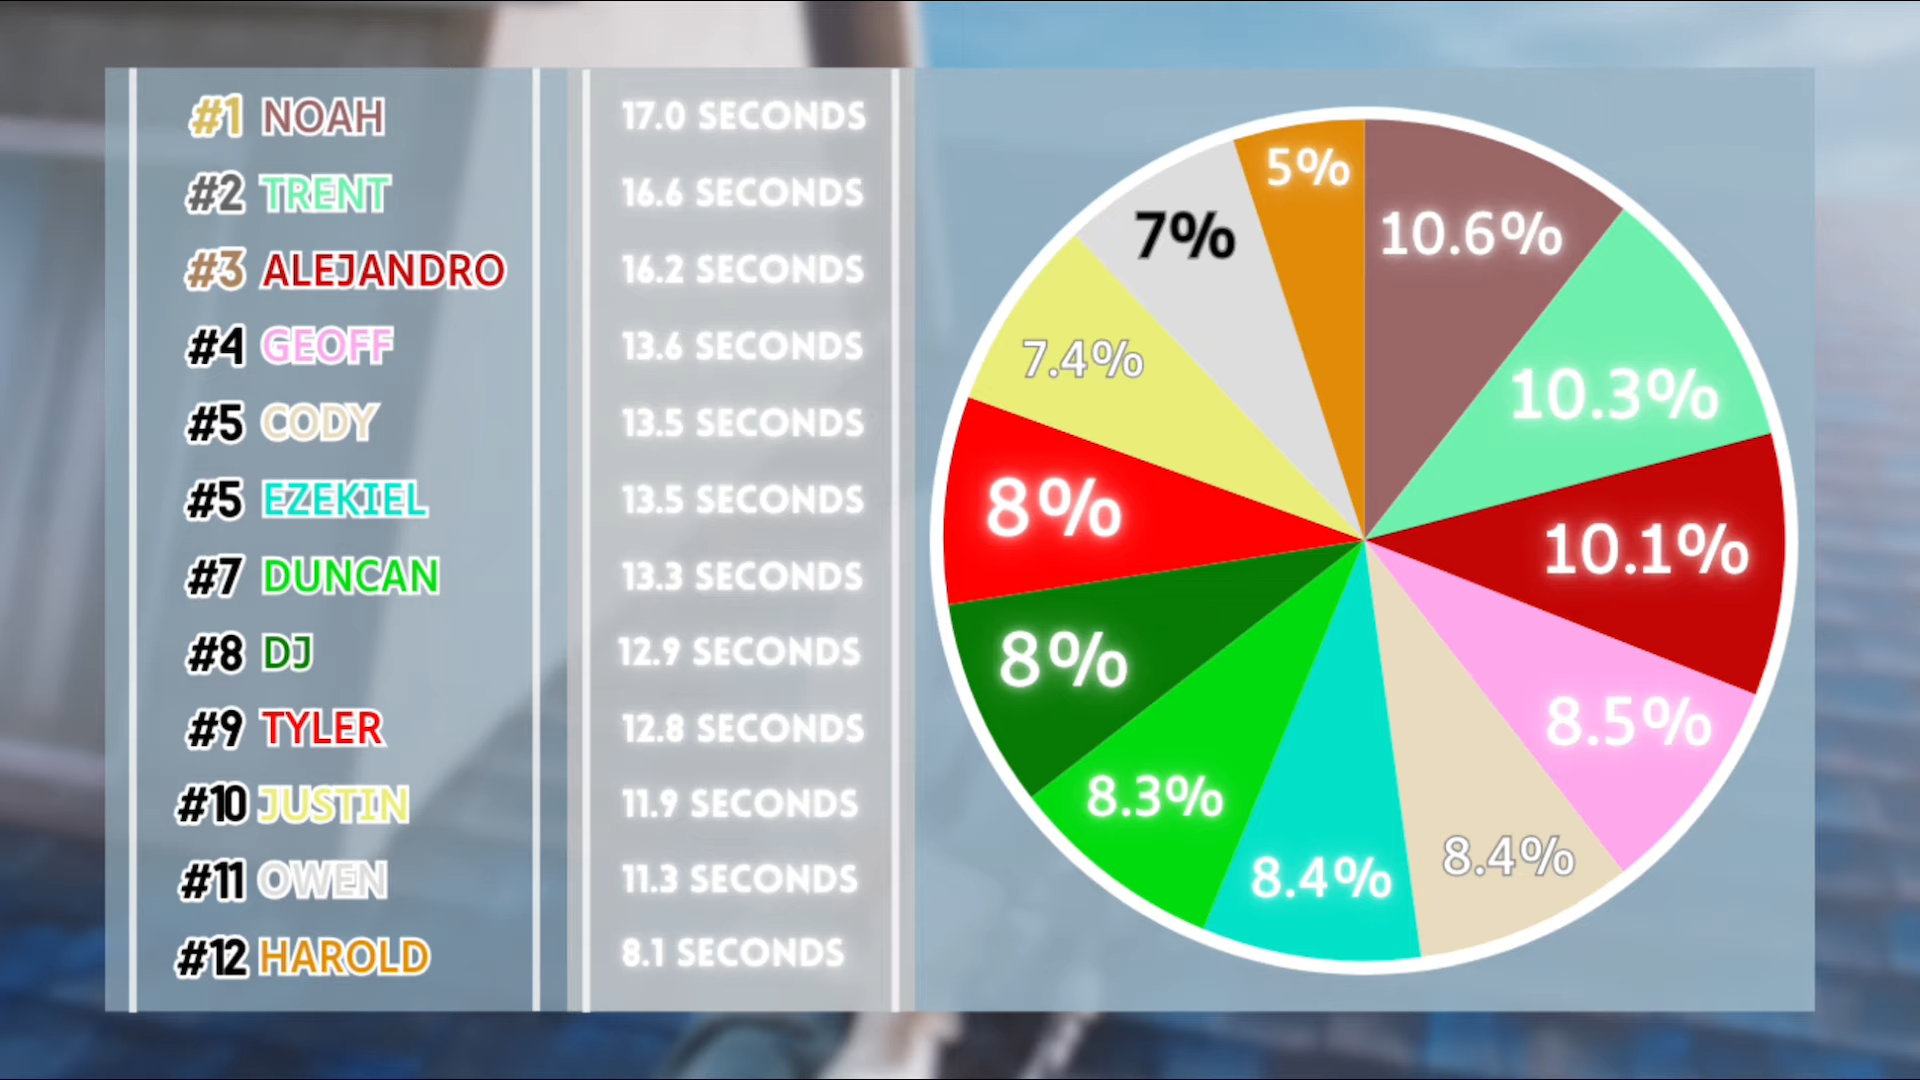 #1 NOAH 17.0 SECONDS
#2 TRENT 16.6 SECONDS
#3 ALEJANDRO 16.2 SECONDS
#4 GEOFF 13.6 SECONDS
#5 CODY 13.5 SECONDS
#5 EZEKIEL 13.5 SECONDS
#7 DUNCAN 13.3 SECONDS
#8 DJ 12.9 SECONDS
#9 TYLER 12.8 SECONDS
#10 JUSTIN 11.9 SECONDS
#11 OWEN 11.3 SECONDS
#12 HAROLD 8.1 SECONDS
10.6%
10.3%
10.1%
8.5%
8.4%
8.4%
8.3%
8%
8%
7.4%
7%
5%